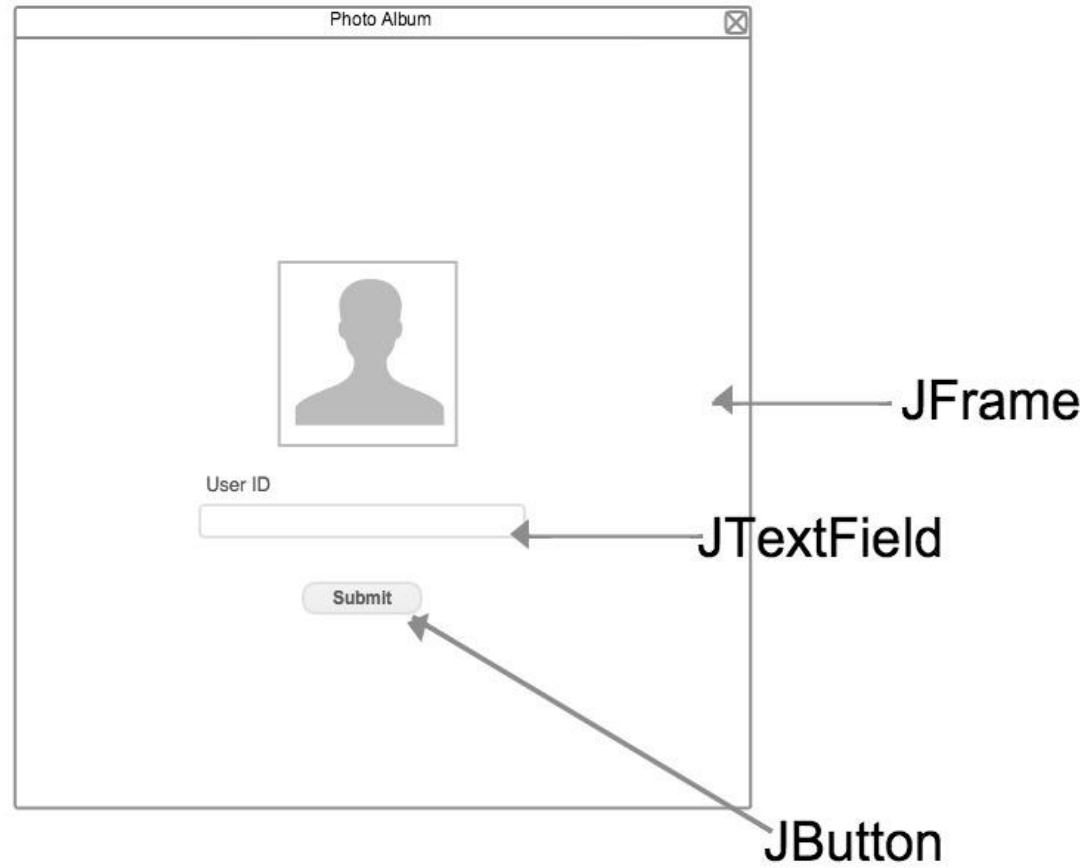 Photo Album
JFrame
User ID
JTextField
Submit
JButton